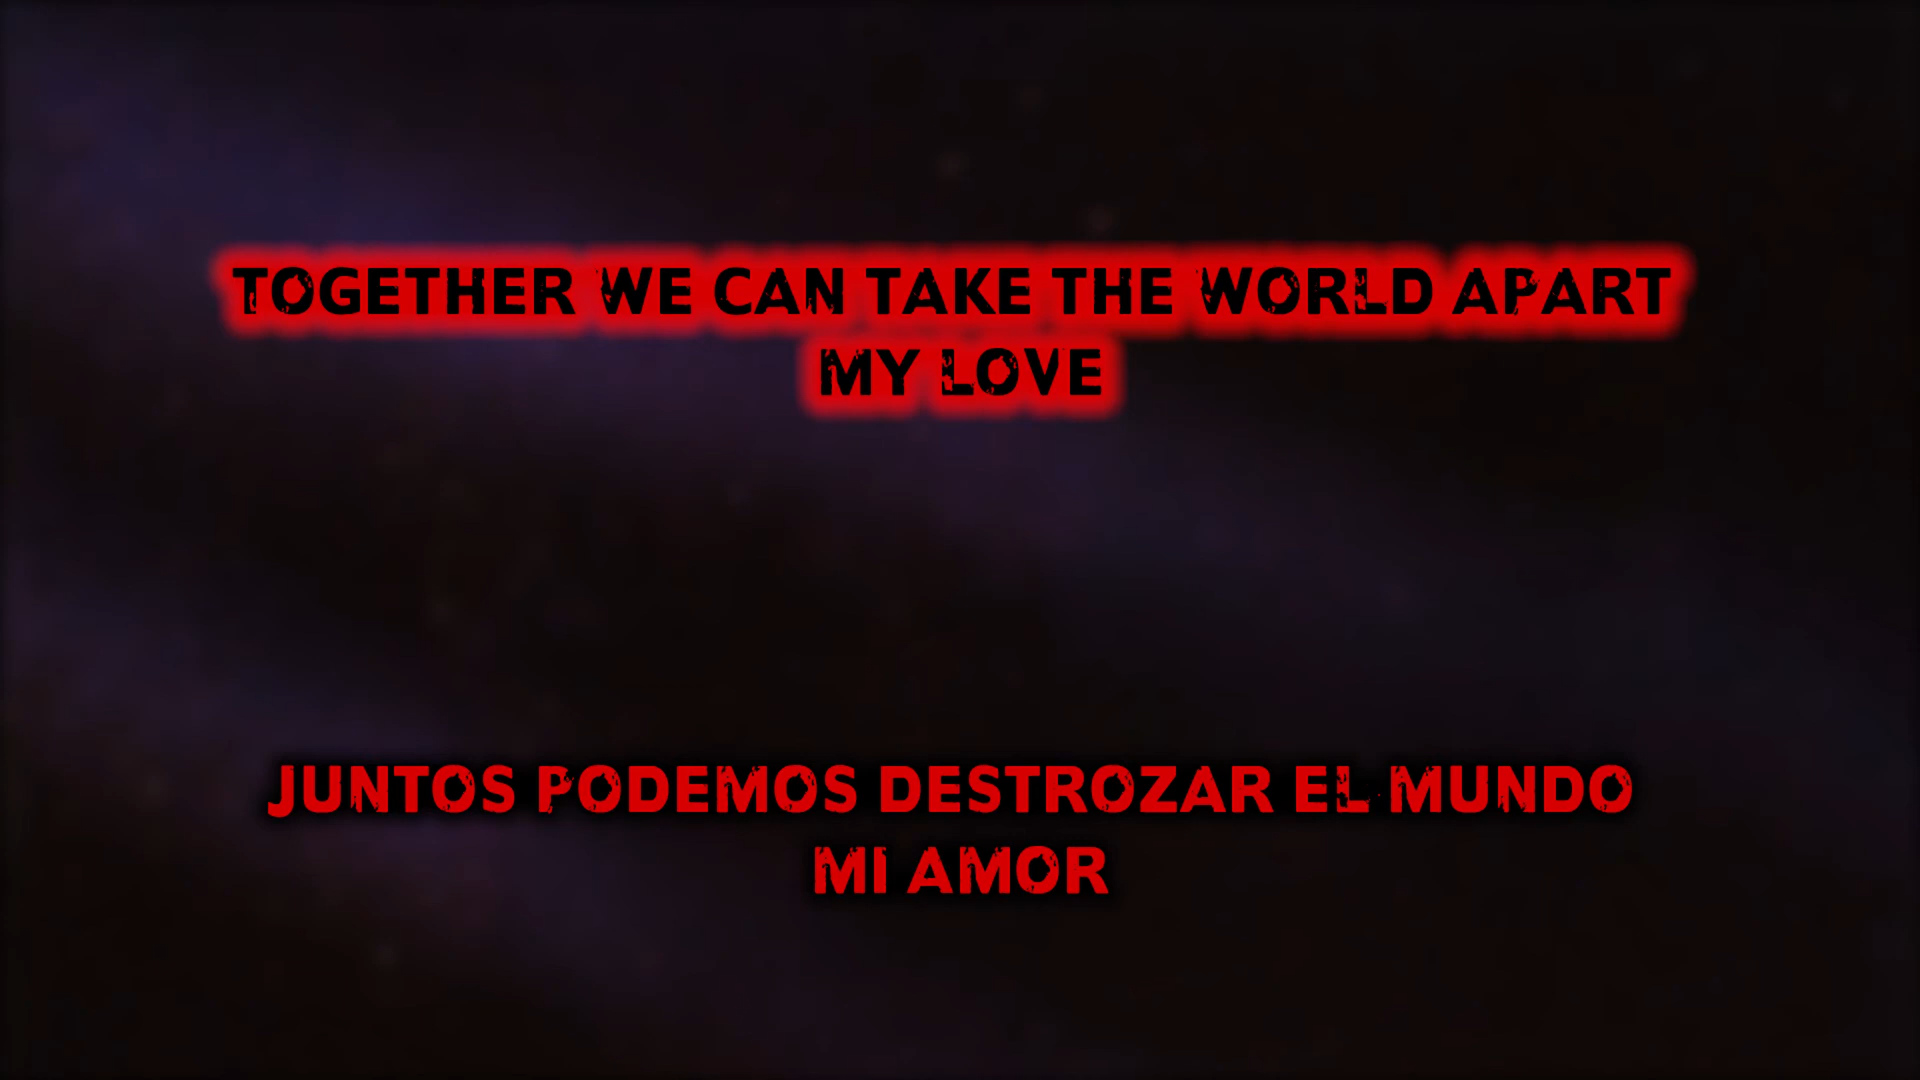 TOGETHER WE CAN TAKE THE WORLD APART
MY LOVE
JUNTOS PODEMOS DESTROZAR EL MUNDO
MI AMOR